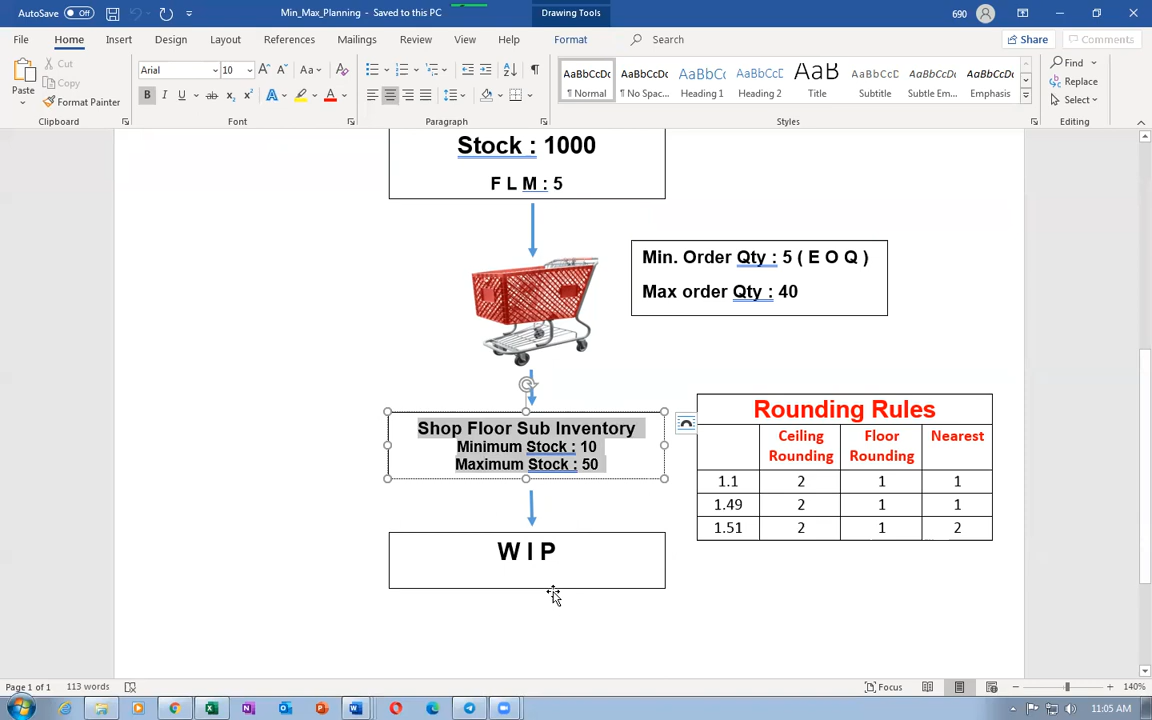 AutoSave Off
Min_Max_Planning - Saved to this PC
Drawing Tools
690
File Home Insert Design Layout References Mailings Review View Help Format Search Share Comments
Paste
Cut
Copy
Format Painter
Arial 10
Find
Replace
Select
AaBbCcDc
¶ Normal
AaBbCcDc
¶ No Spac...
AaBbCc
Heading 1
AaBbCcD
Heading 2
AaB
Title
AaBbCcD
Subtitle
AaBbCcDc
Subtle Em...
AaBbCcDc
Emphasis
Clipboard Font Paragraph Styles Editing
Stock : 1000
F L M : 5
Min. Order Qty : 5 ( E O Q )
Max order Qty : 40
Shop Floor Sub Inventory
Minimum Stock : 10
Maximum Stock : 50
W I P
Rounding Rules
Ceiling Rounding Floor Rounding Nearest
1.1 2 1 1
1.49 2 1 1
1.51 2 1 2
Page 1 of 1 113 words Focus 140%
11:05 AM